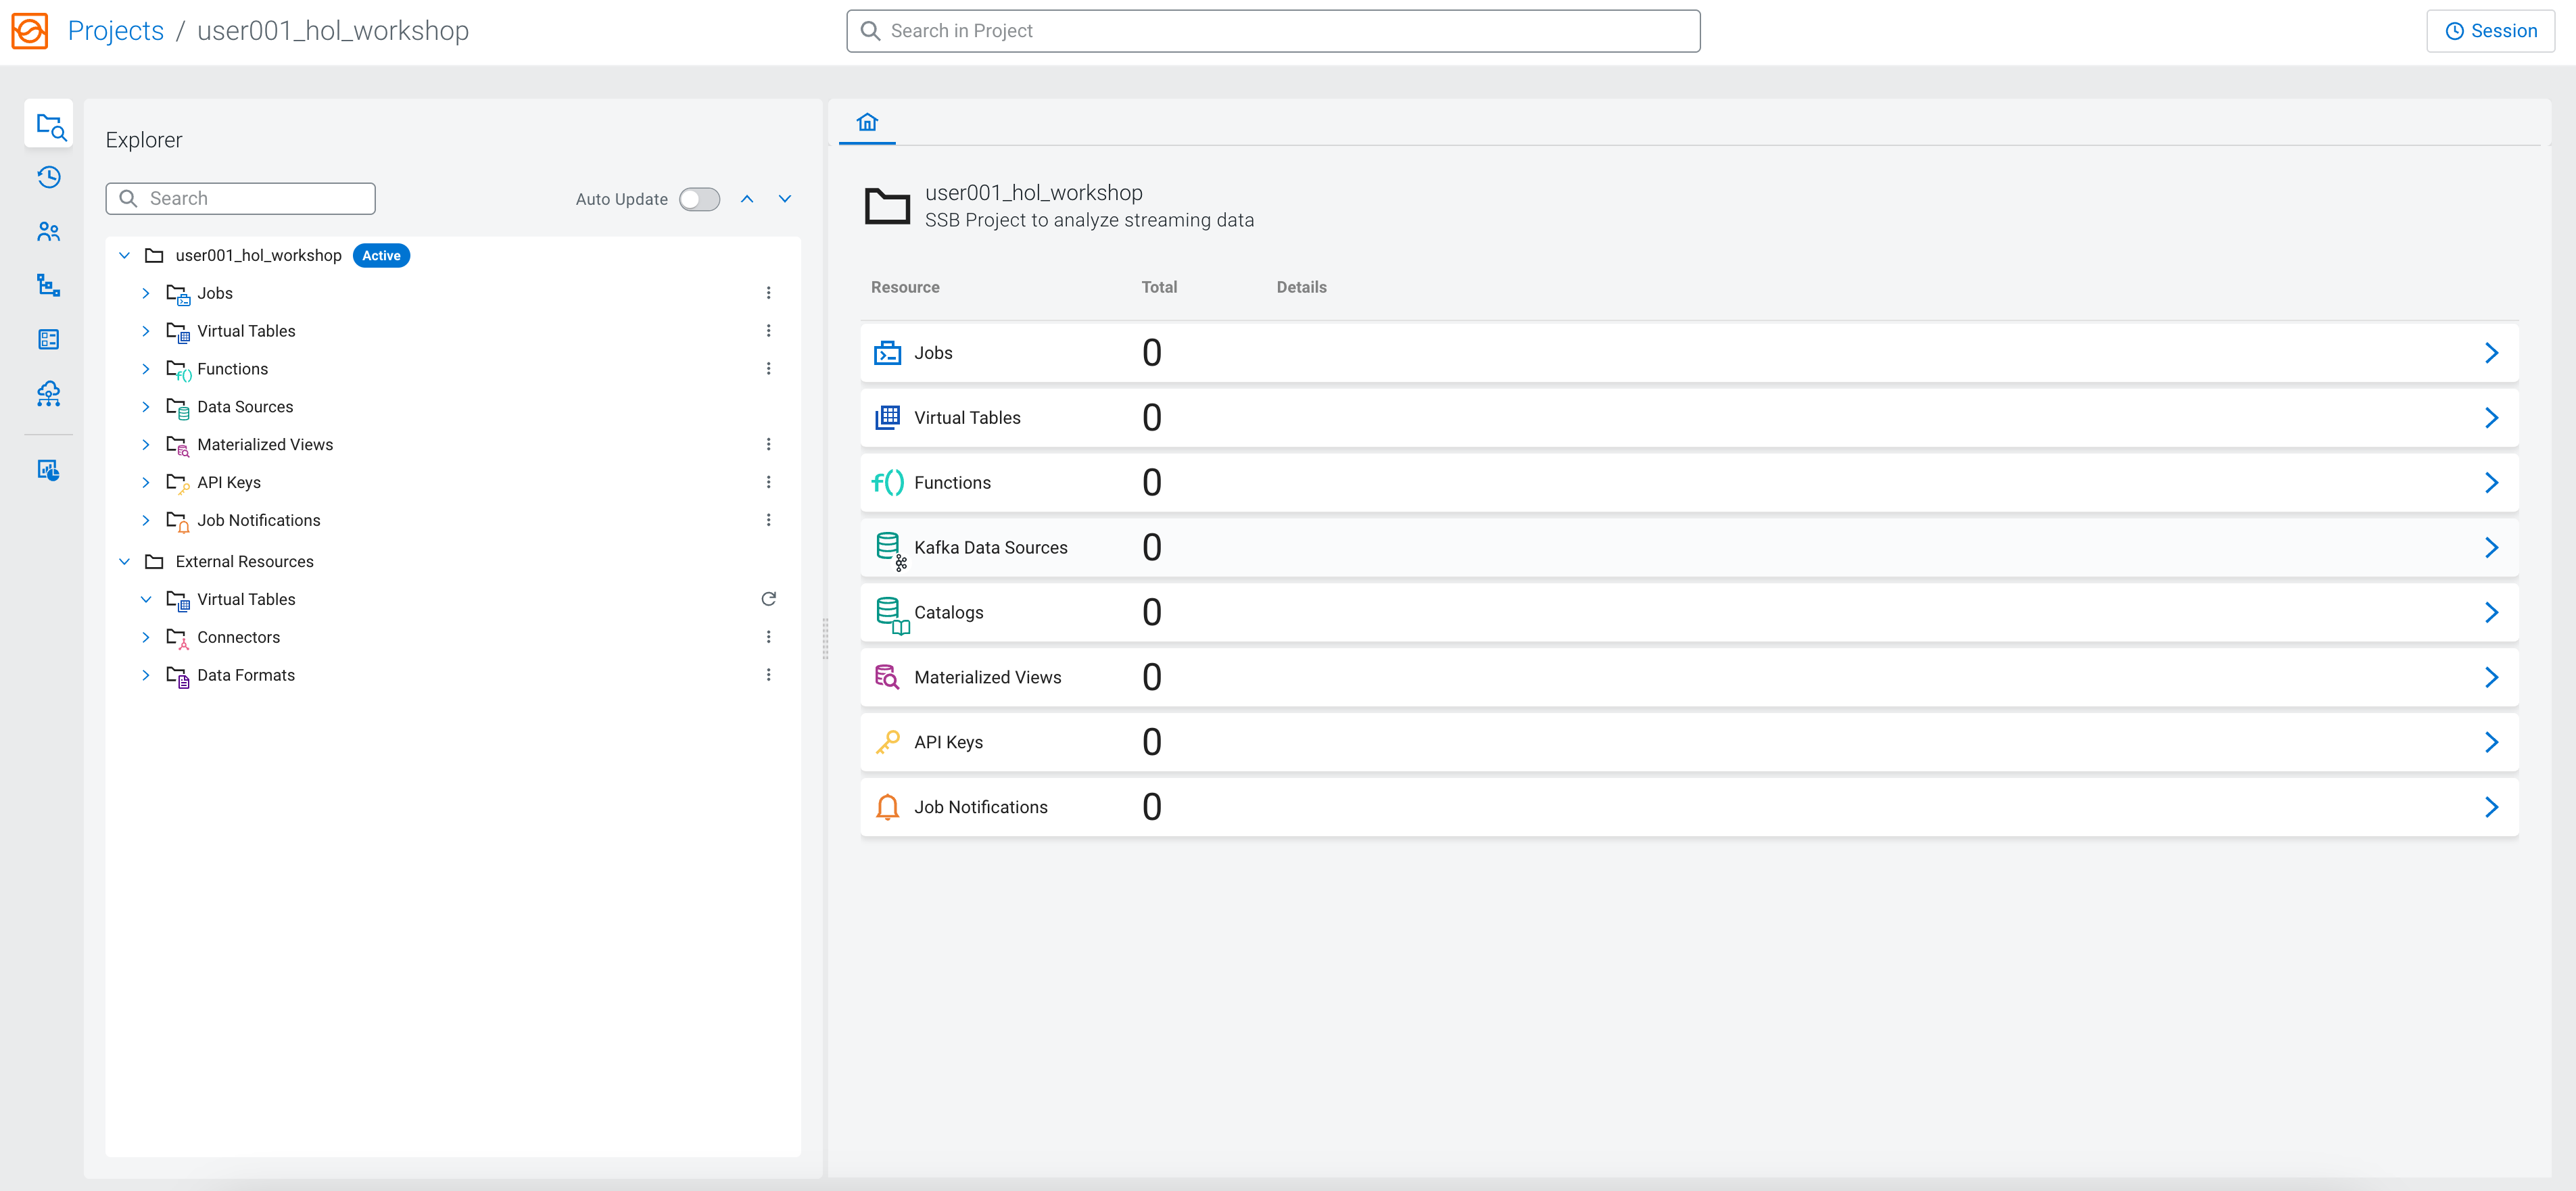 Projects / user001_hol_workshop
Search in Project
Session
Explorer
Search
Auto Update
user001_hol_workshop Active
Jobs
Virtual Tables
Functions
Data Sources
Materialized Views
API Keys
Job Notifications
External Resources
Virtual Tables
Connectors
Data Formats
user001_hol_workshop
SSB Project to analyze streaming data
Resource Total Details
Jobs 0
Virtual Tables 0
f() Functions 0
Kafka Data Sources 0
Catalogs 0
Materialized Views 0
API Keys 0
Job Notifications 0